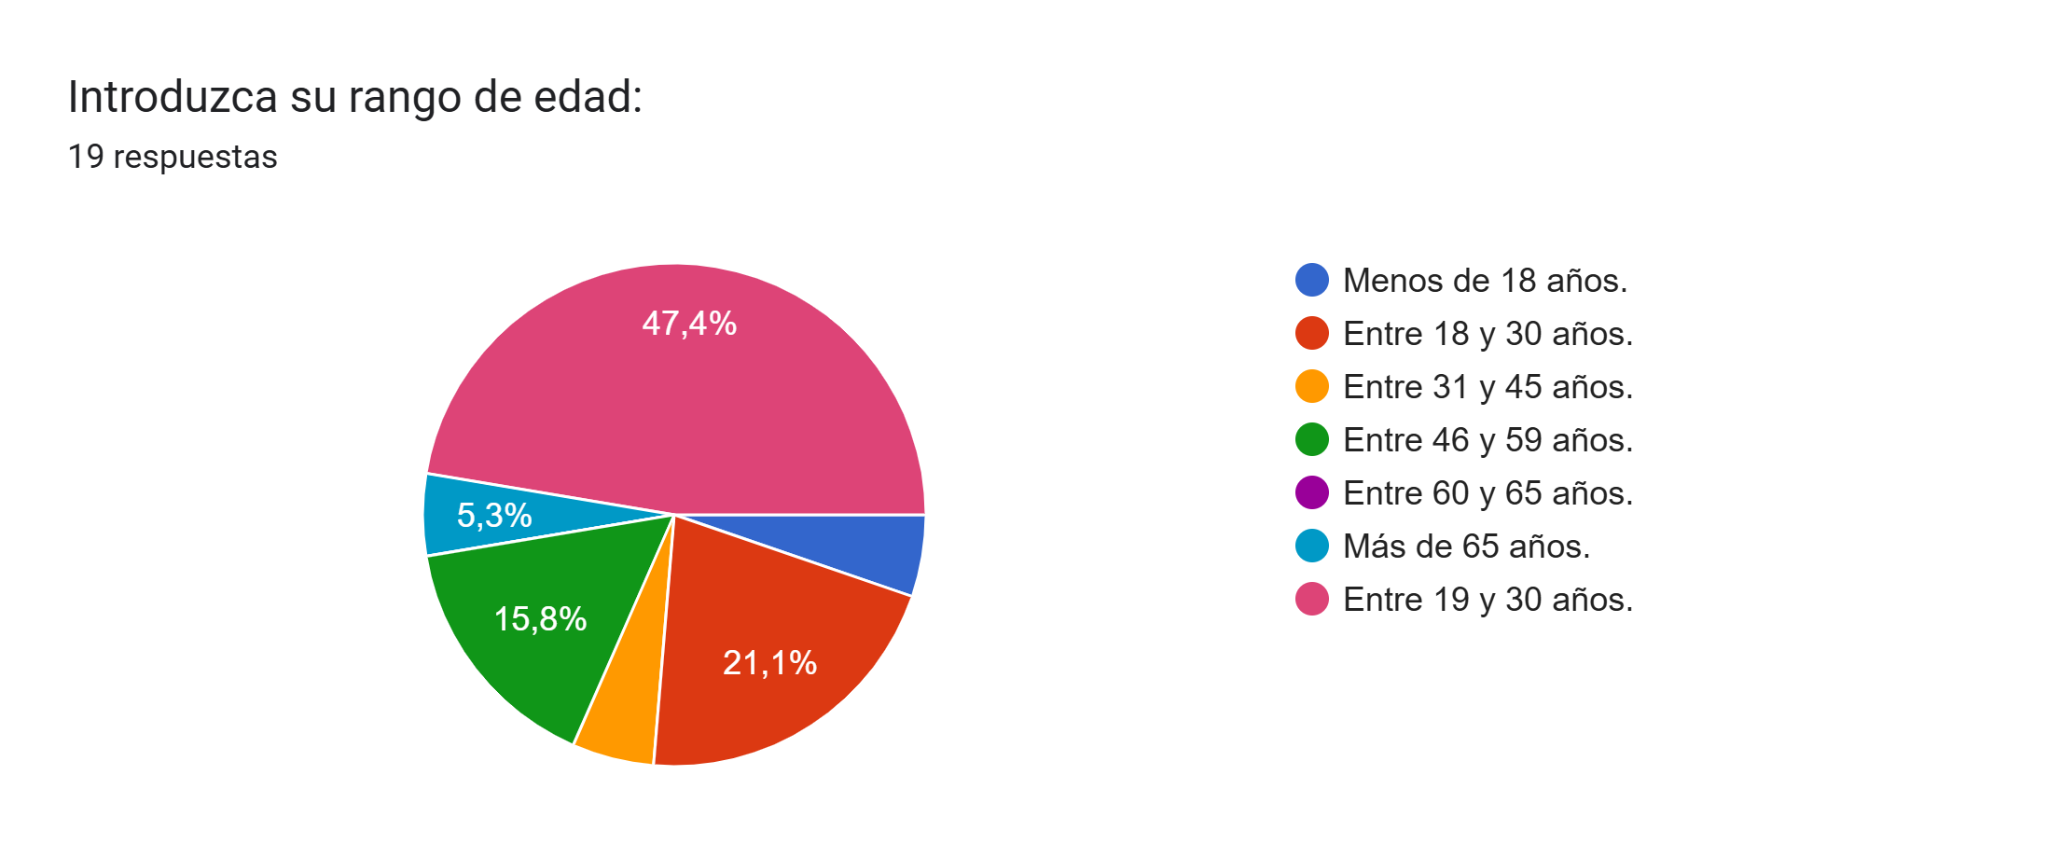 Introduzca su rango de edad:
19 respuestas
47,4%
5,3%
15,8%
21,1%
Menos de 18 años.
Entre 18 y 30 años.
Entre 31 y 45 años.
Entre 46 y 59 años.
Entre 60 y 65 años.
Más de 65 años.
Entre 19 y 30 años.